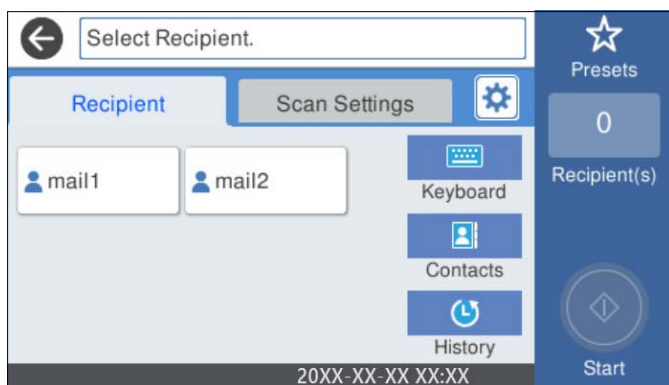 Select Recipient.
Presets
Recipient
Scan Settings
0
Recipient(s)
mail1
mail2
Keyboard
Contacts
History
20XX-XX-XX XX:XX
Start